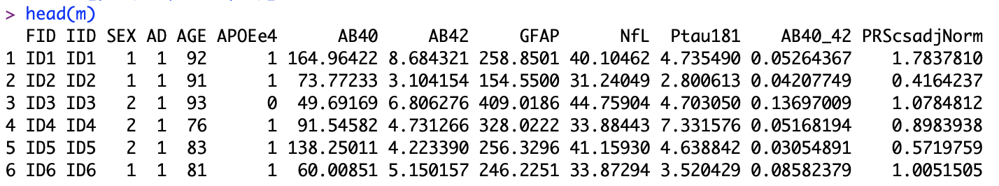 > head(m)
FID IID SEX AD AGE APOEe4 AB40 AB42 GFAP NfL Ptau181 AB40_42 PRScsadjNorm
1 ID1 ID1 1 1 92 1 164.96422 8.684321 258.8501 40.10462 4.735490 0.05264367 1.7837810
2 ID2 ID2 1 1 91 1 73.77233 3.104154 154.5500 31.24049 2.800613 0.04207749 0.4164237
3 ID3 ID3 2 1 93 0 49.69169 6.806276 409.0186 44.75904 4.703050 0.13697009 1.0784812
4 ID4 ID4 2 1 76 1 91.54582 4.731266 328.0222 33.88443 7.331576 0.05168194 0.8983938
5 ID5 ID5 2 1 83 1 138.25011 4.223390 256.3296 41.15930 4.638842 0.03054891 0.5719759
6 ID6 ID6 1 1 81 1 60.00851 5.150157 246.2251 33.87294 3.520429 0.08582379 1.0051505